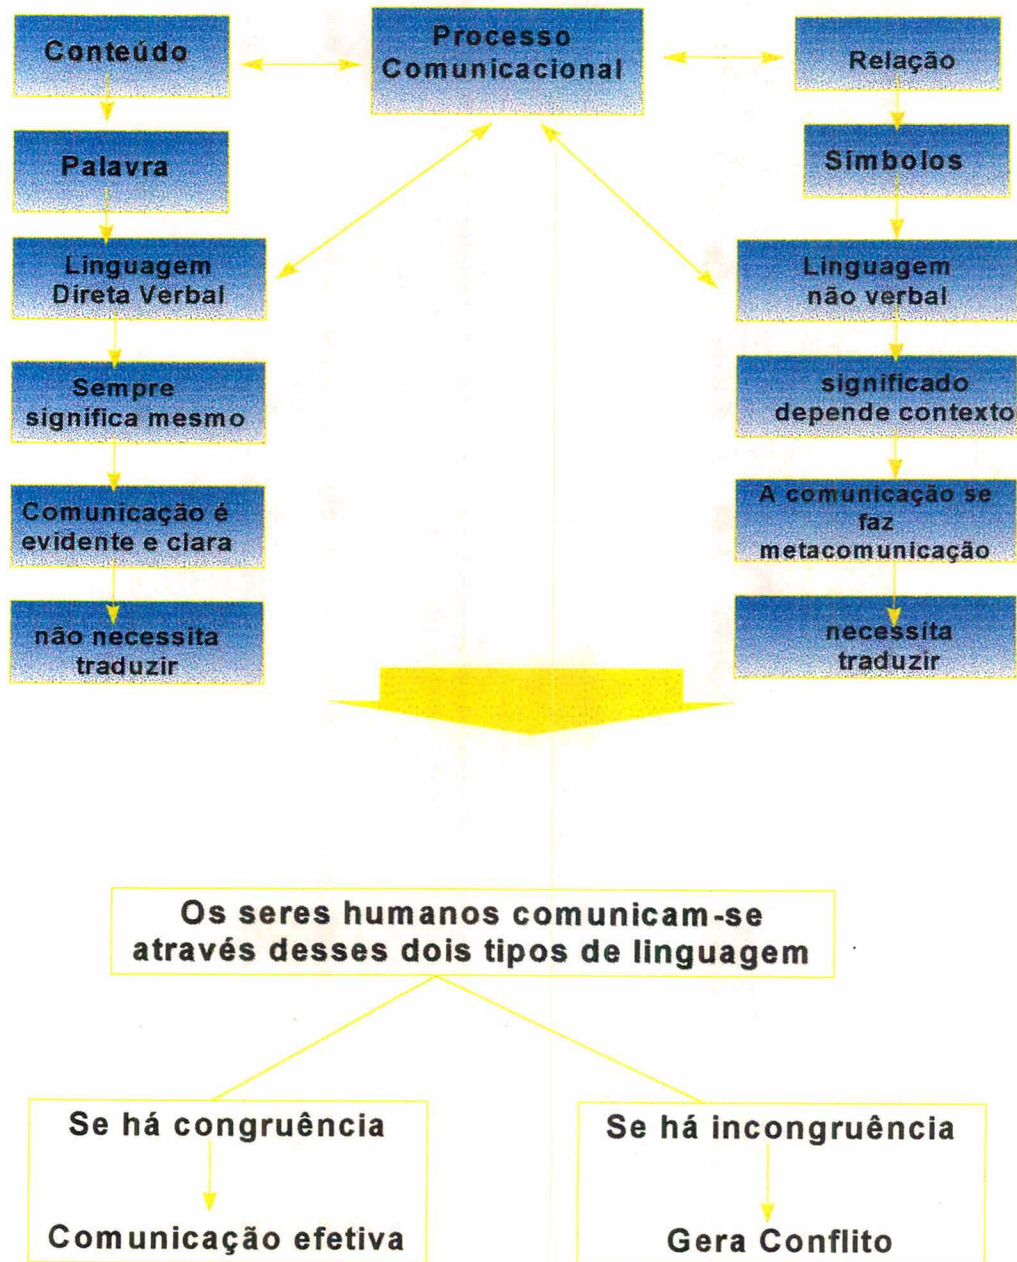 Conteúdo
Processo
Comunicacional
Relação
Palavra
Símbolos
Linguagem
Direta Verbal
Linguagem
não verbal
Sempre
significa mesmo
significado
depende contexto
Comunicação é
evidente e clara
A comunicação se
faz
metacomunicação
não necessita
traduzir
necessita
traduzir
Os seres humanos comunicam-se
através desses dois tipos de linguagem
Se há congruência
Comunicação efetiva
Se há incongruência
Gera Conflito